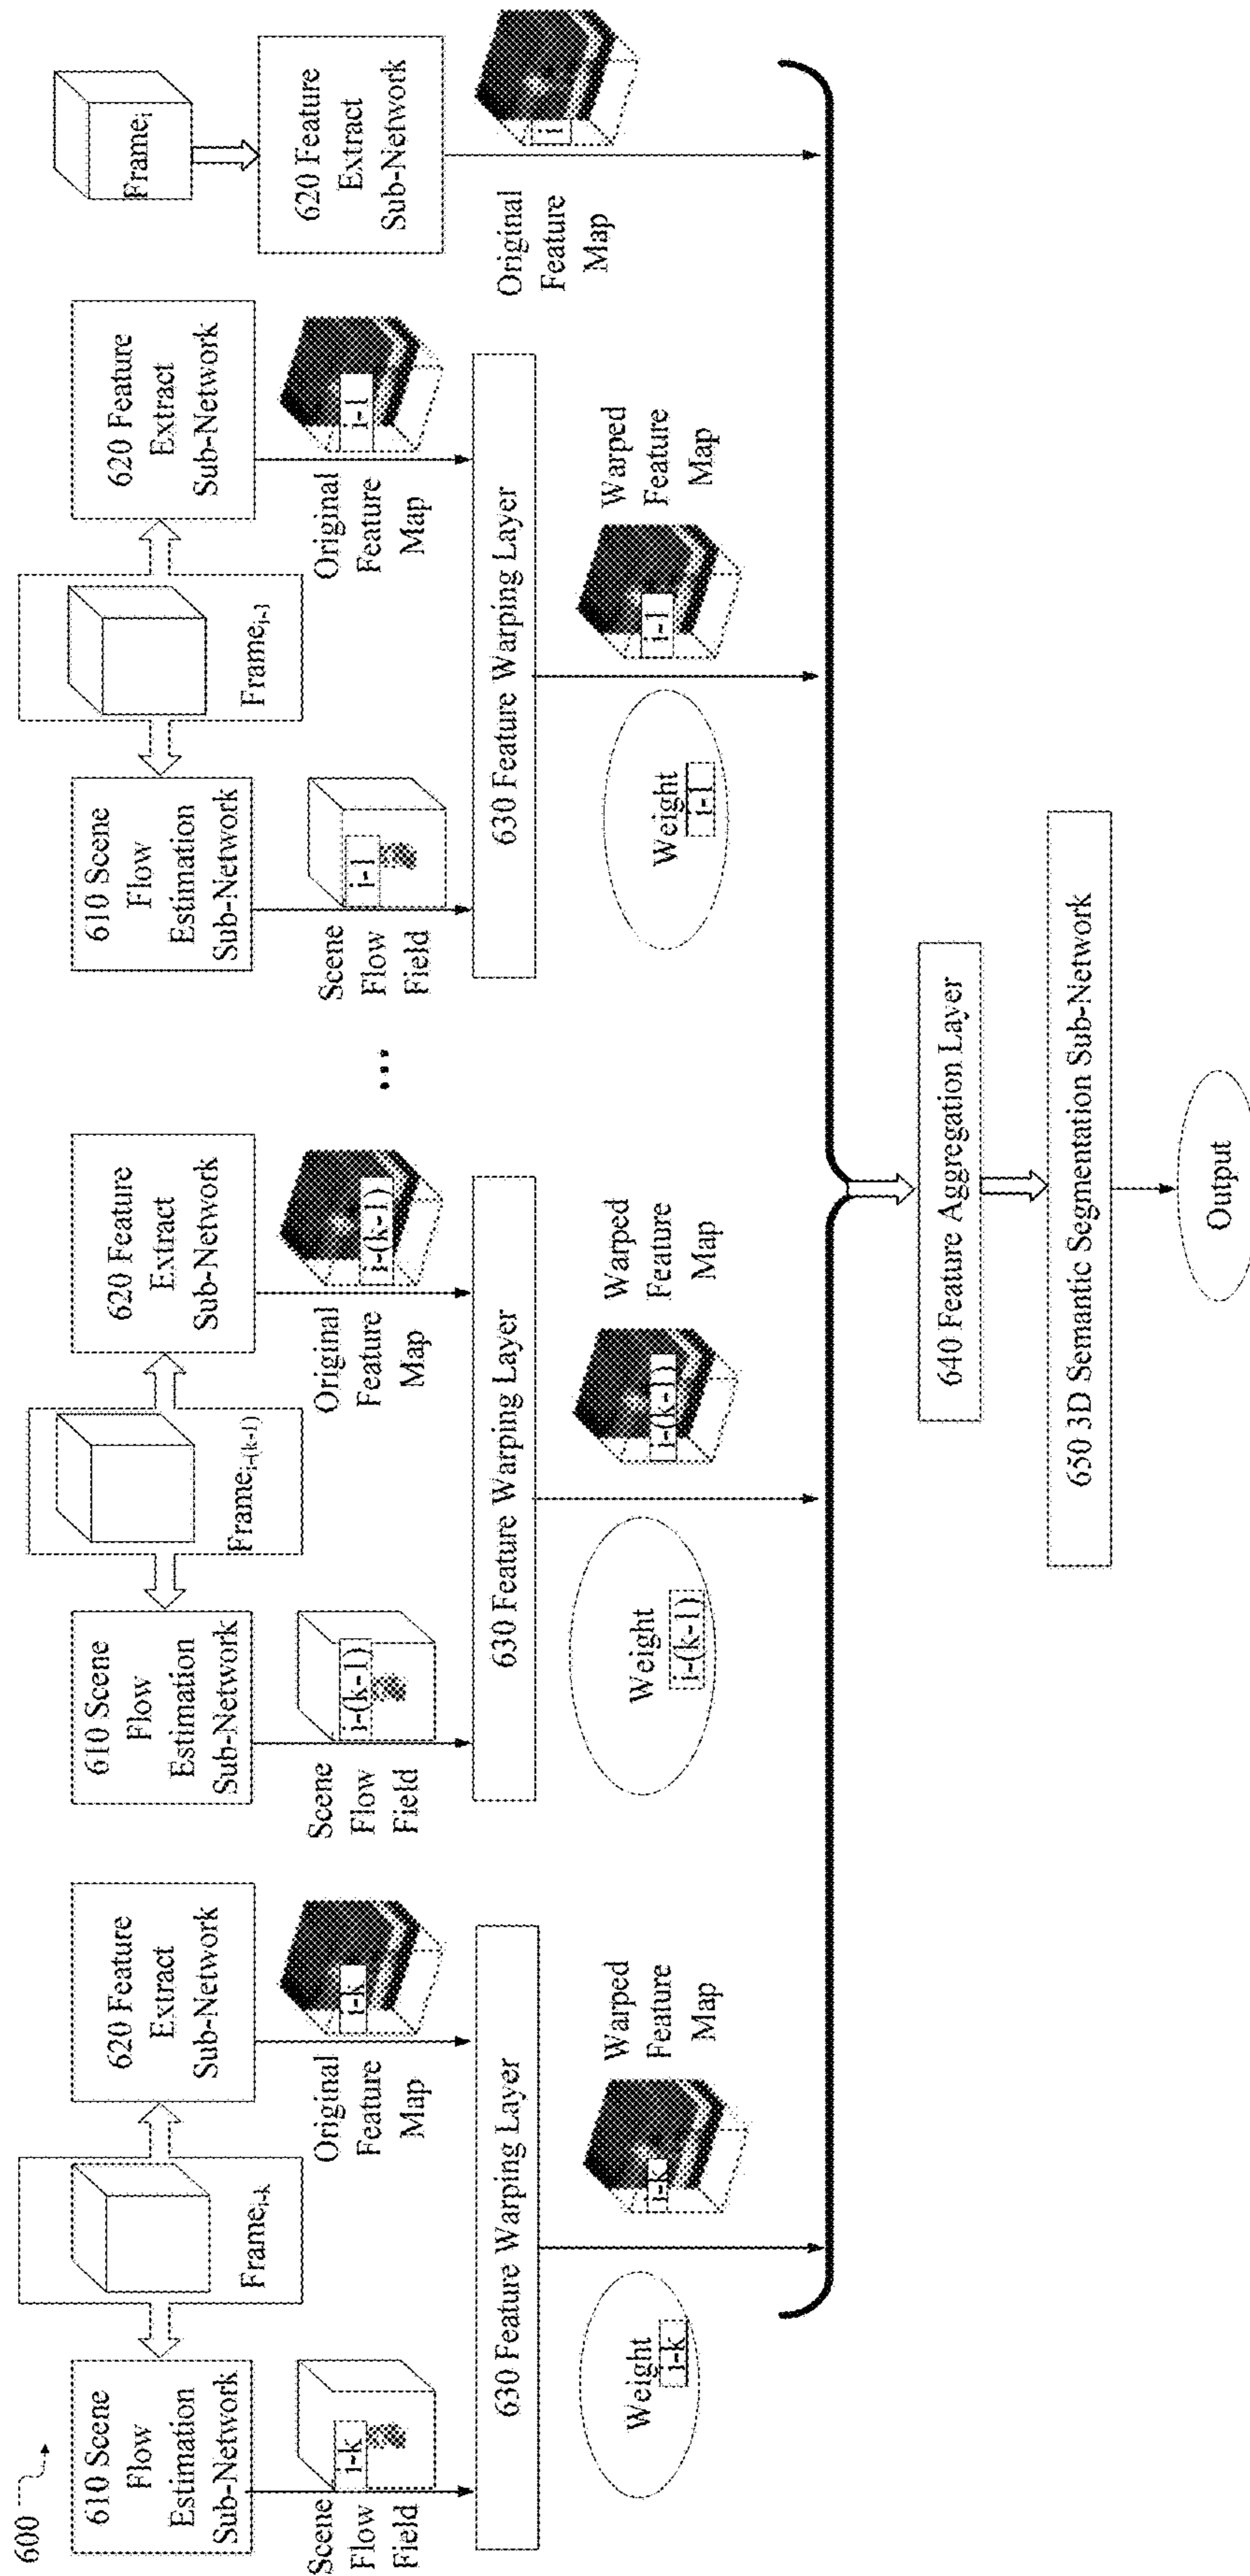 600
610 Scene
Flow
Estimation
Sub-Network
Frameᵢ₋ₖ
620 Feature
Extract
Sub-Network
610 Scene
Flow
Estimation
Sub-Network
Frameᵢ₋₍ₖ₋₁₎
620 Feature
Extract
Sub-Network
610 Scene
Flow
Estimation
Sub-Network
Frameᵢ₋₁
620 Feature
Extract
Sub-Network
Frameᵢ
620 Feature
Extract
Sub-Network
Scene
Flow
Field
i-k
Original
Feature
Map
i-k
Scene
Flow
Field
i-(k-1)
Original
Feature
Map
i-(k-1)
...
Scene
Flow
Field
i-1
Original
Feature
Map
i-1
Original
Feature
Map
i
630 Feature Warping Layer
630 Feature Warping Layer
630 Feature Warping Layer
Weight
i-k
i-k
Warped
Feature
Map
Weight
i-(k-1)
i-(k-1)
Warped
Feature
Map
Weight
i-1
i-1
Warped
Feature
Map
640 Feature Aggregation Layer
650 3D Semantic Segmentation Sub-Network
Output